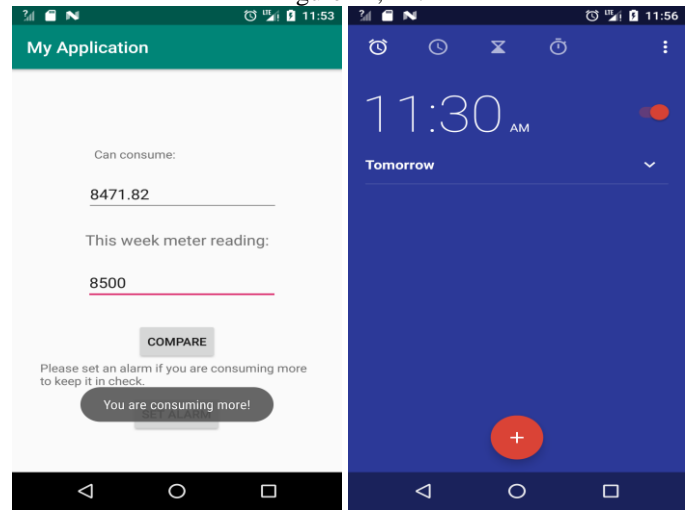 11:53
My Application
Can consume:
8471.82
This week meter reading:
8500
COMPARE
Please set an alarm if you are consuming more
to keep it in check.
You are consuming more!
SET ALARM
11:56
11:30 AM
Tomorrow